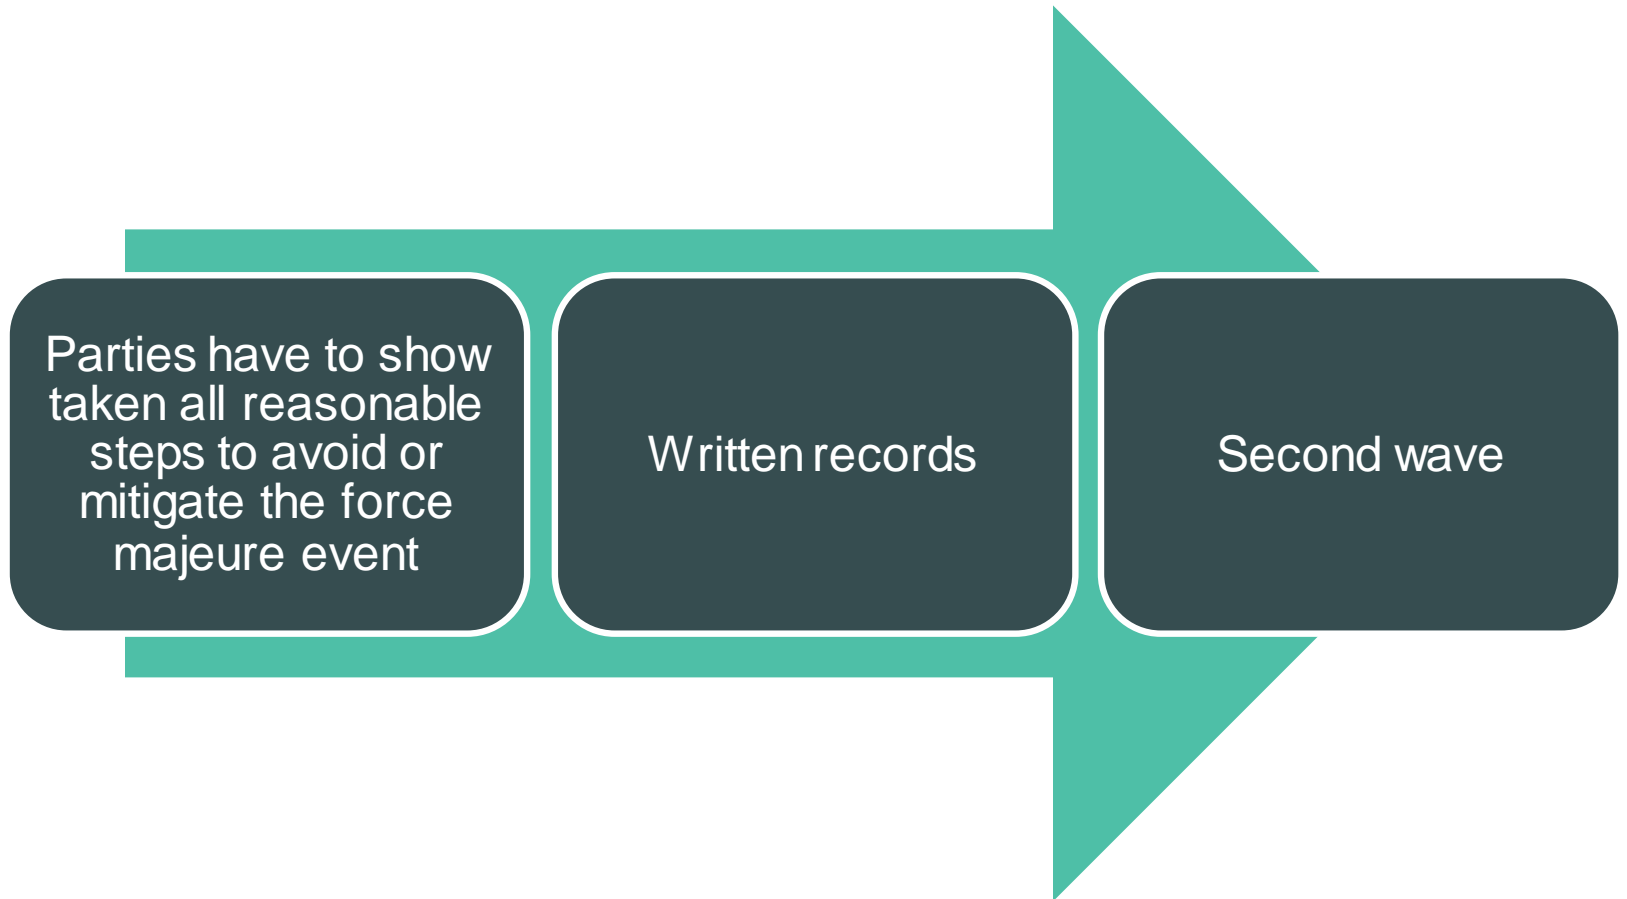 Parties have to show
taken all reasonable
steps to avoid or
mitigate the force
majeure event
Written records
Second wave